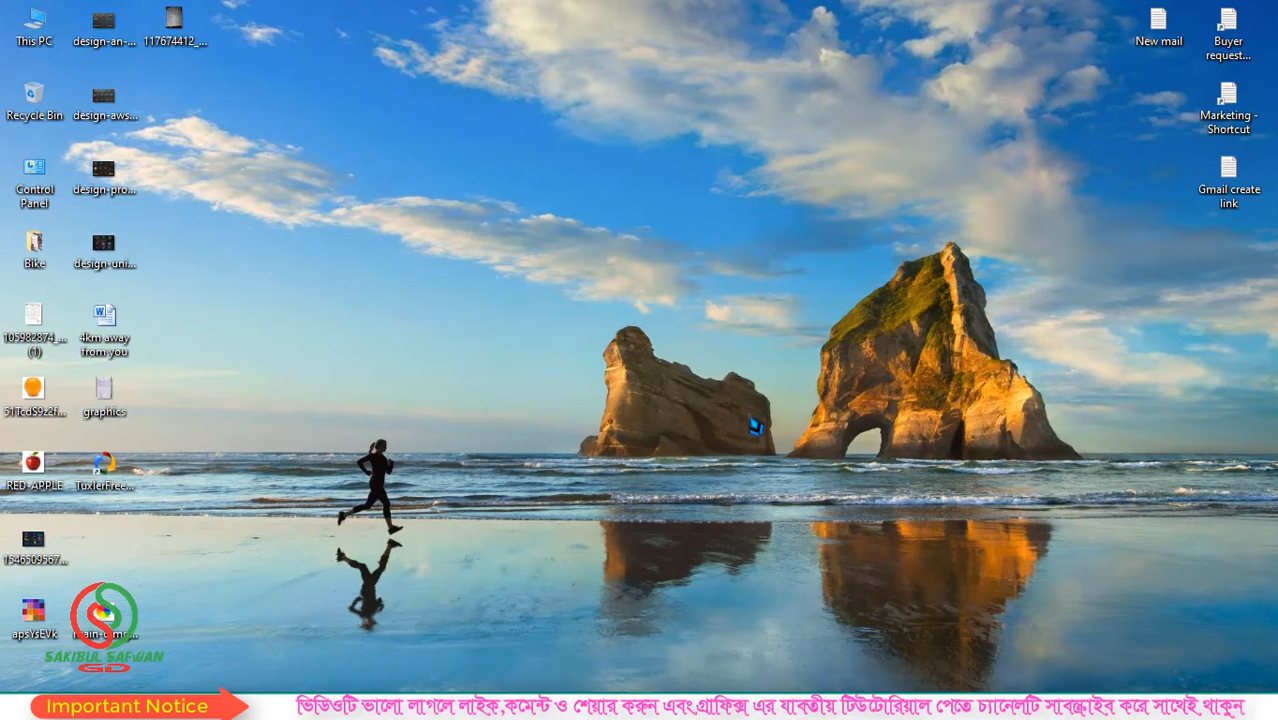 This PC
design-an-...
117674412_...
New mail
Buyer
request...
Recycle Bin
design-aws...
Marketing -
Shortcut
Control
Panel
design-pro...
Gmail create
link
Bike
design-uni...
105982874_...
(1)
4km away
from you
51TcdS9z2f...
graphics
RED-APPLE
TuxlerFree...
1546509567...
apsYsEVk
SAKIBUL SAFWAN
GD
Important Notice
ভিডিওটি ভালো লাগলে লাইক,কমেন্ট ও শেয়ার করুন এবং গ্রাফিক্স এর যাবতীয় টিউটোরিয়াল পেতে চ্যানেলটি সাবস্ক্রাইব করে সাথেই থাকুন